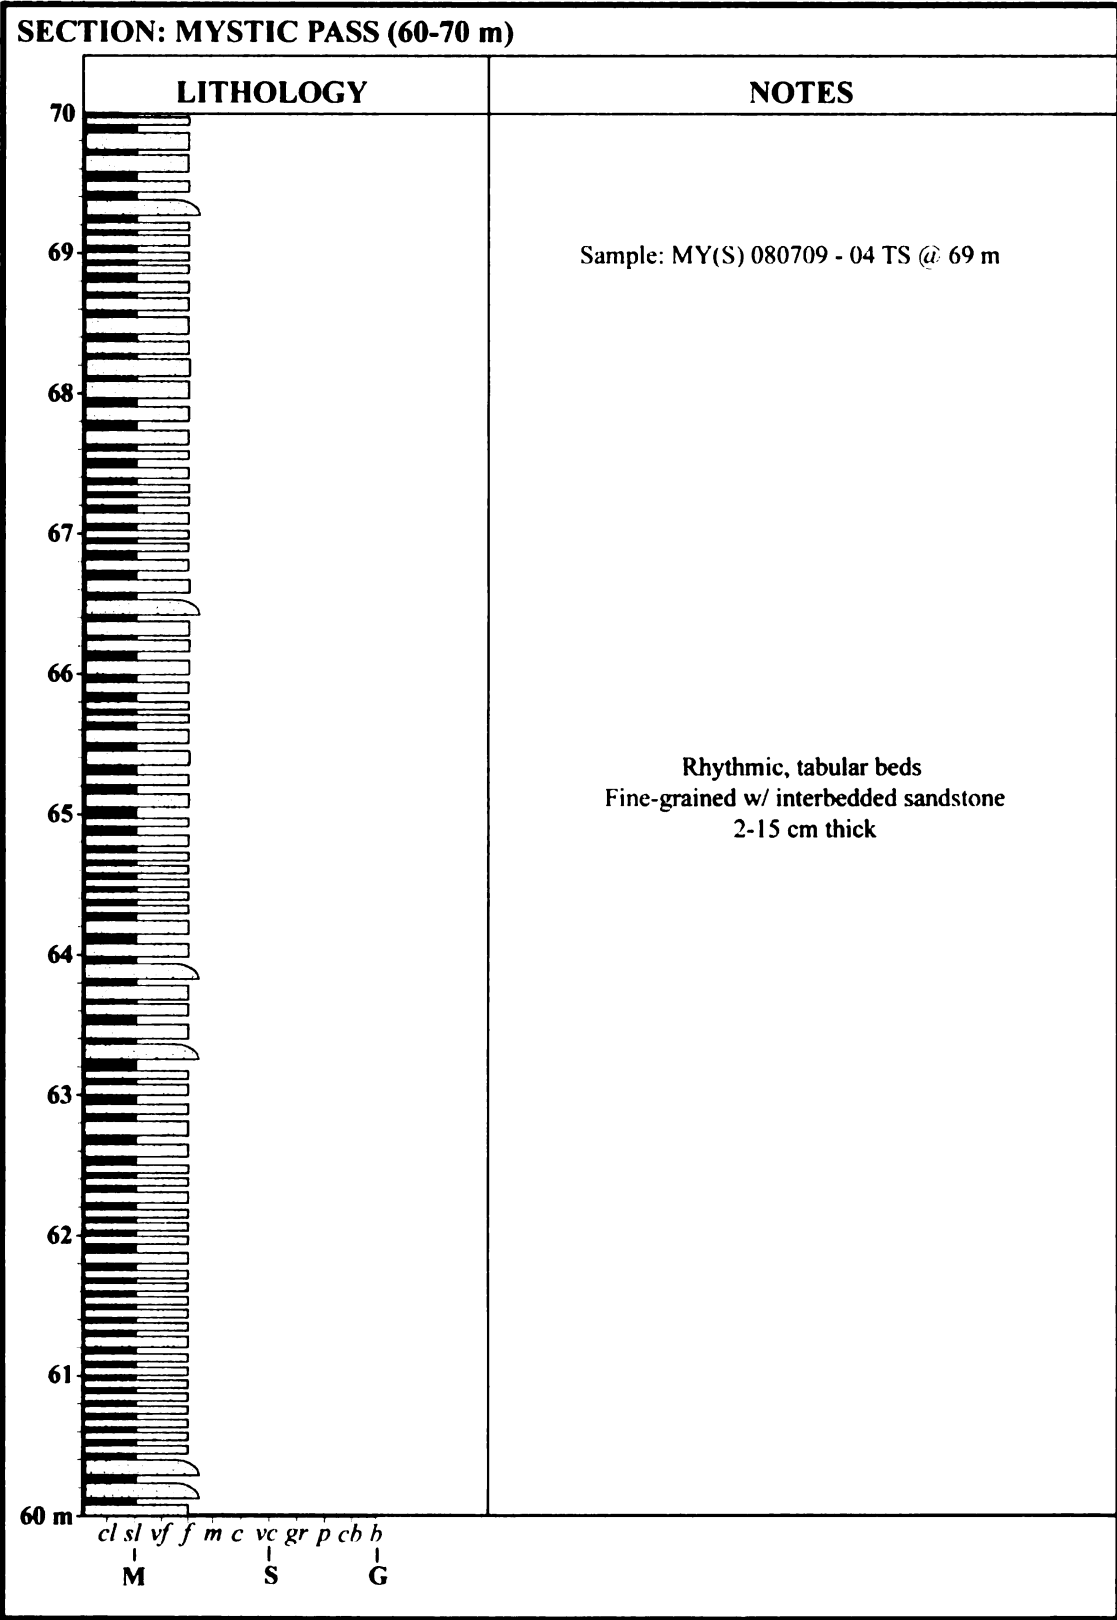 SECTION: MYSTIC PASS (60-70 m)
LITHOLOGY
NOTES
70
69
Sample: MY(S) 080709 - 04 TS @ 69 m
68
67
66
Rhythmic, tabular beds
65
Fine-grained w/ interbedded sandstone
2-15 cm thick
64
63
62
61
60 m
cl sl vf f m c vc gr p cb b
M S G